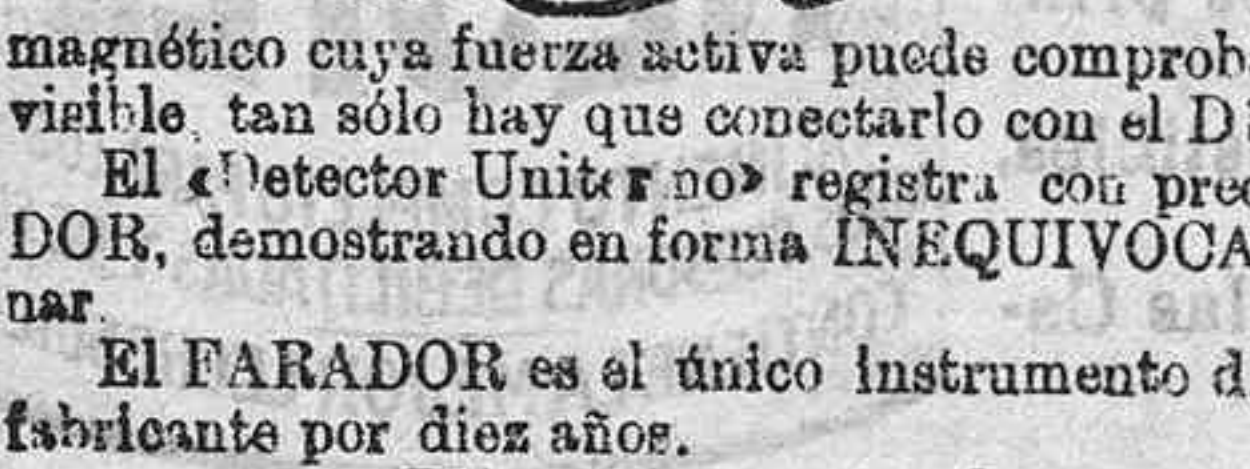 magnético cuya fuerza activa puede comprob
visible, tan sólo hay que conectarlo con el D
El «Detector Uniterno» registra con prec
DOR, demostrando en forma INEQUIVOCA
nar.
El FARADOR es el único instrumento d
fabricante por diez años.